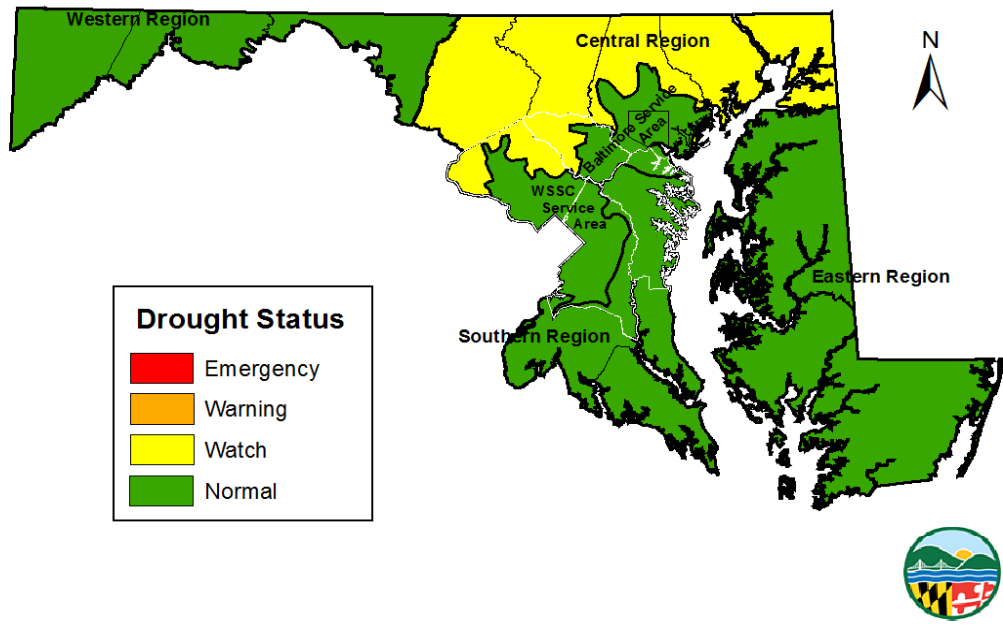 Western Region
Central Region
N
Baltimore Service
Area
WSSC
Service
Area
Eastern Region
Southern Region
Drought Status
Emergency
Warning
Watch
Normal